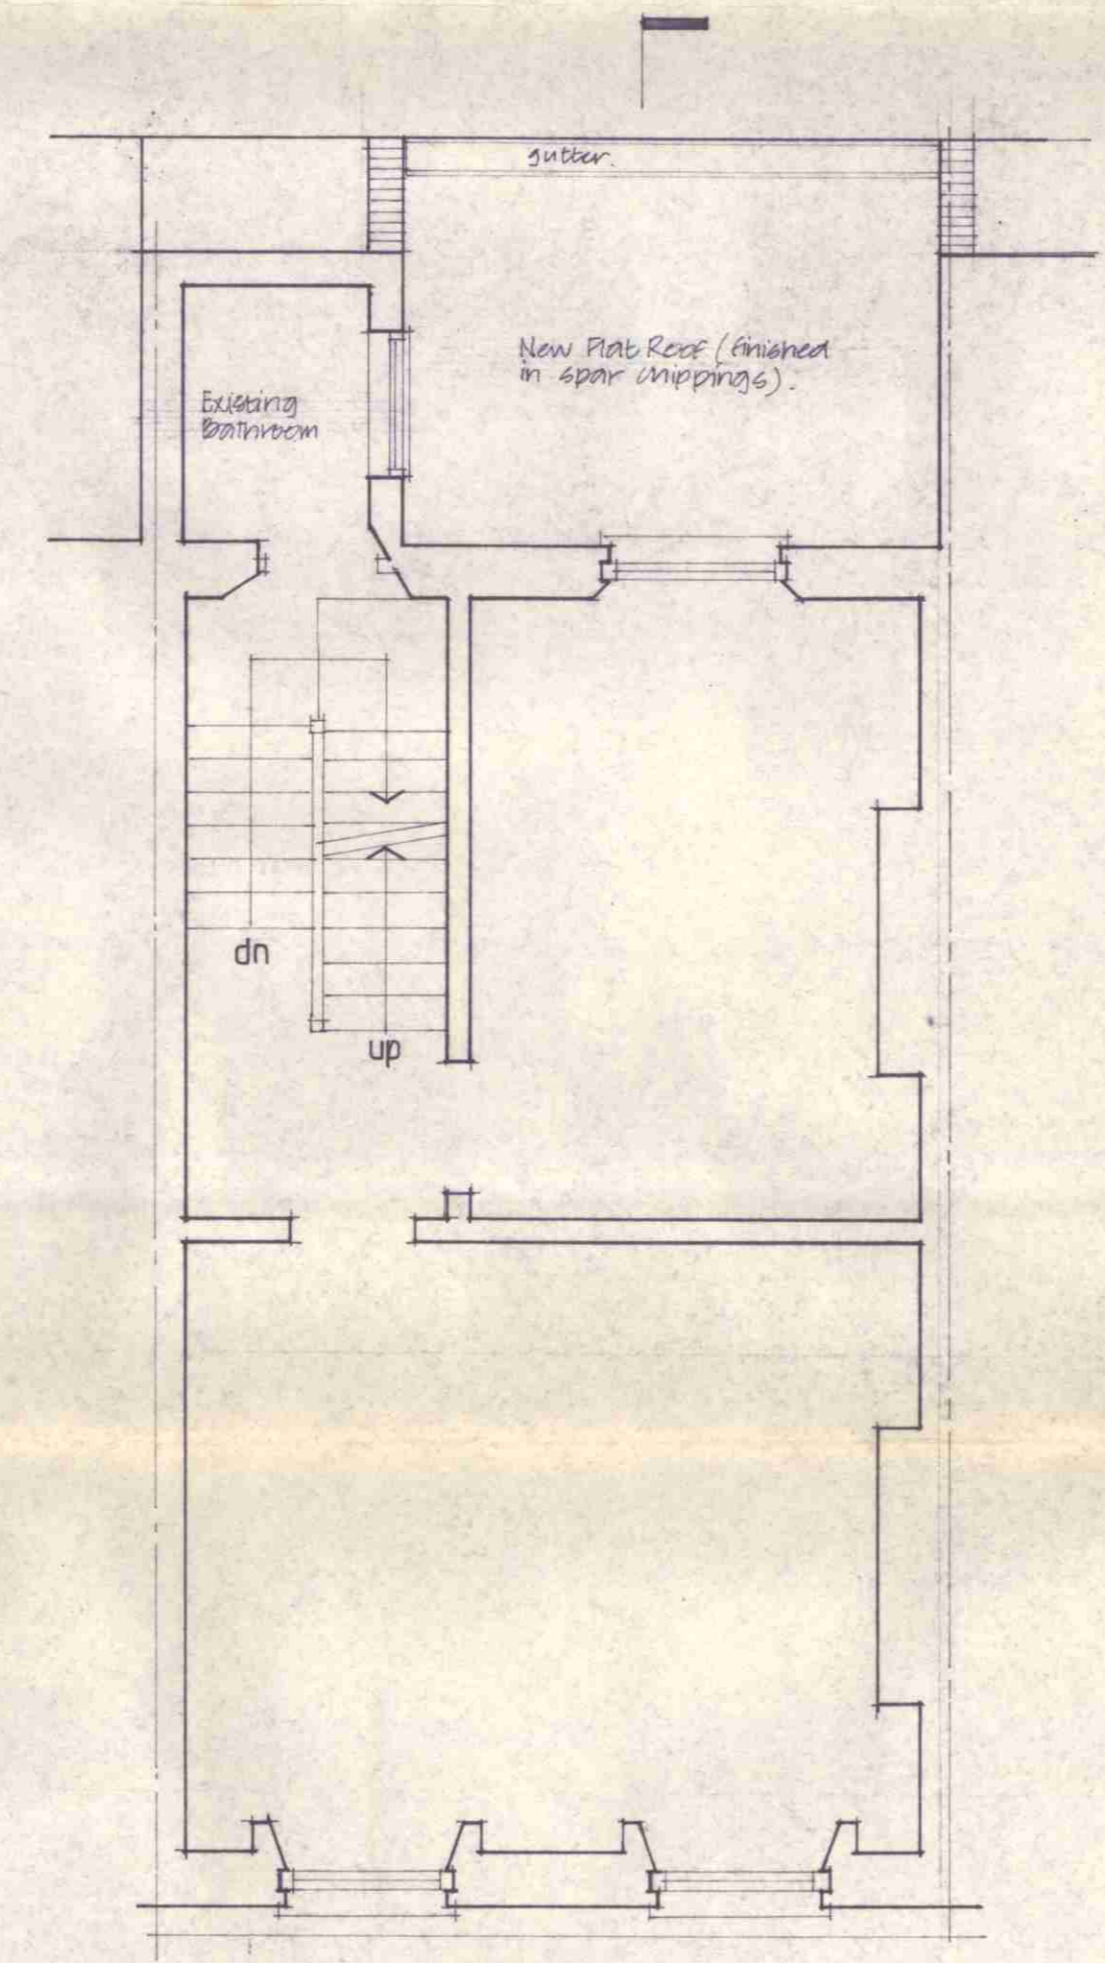 gutter.
New Flat Roof (finished
in spar chippings).
Existing
Bathroom
dn
up